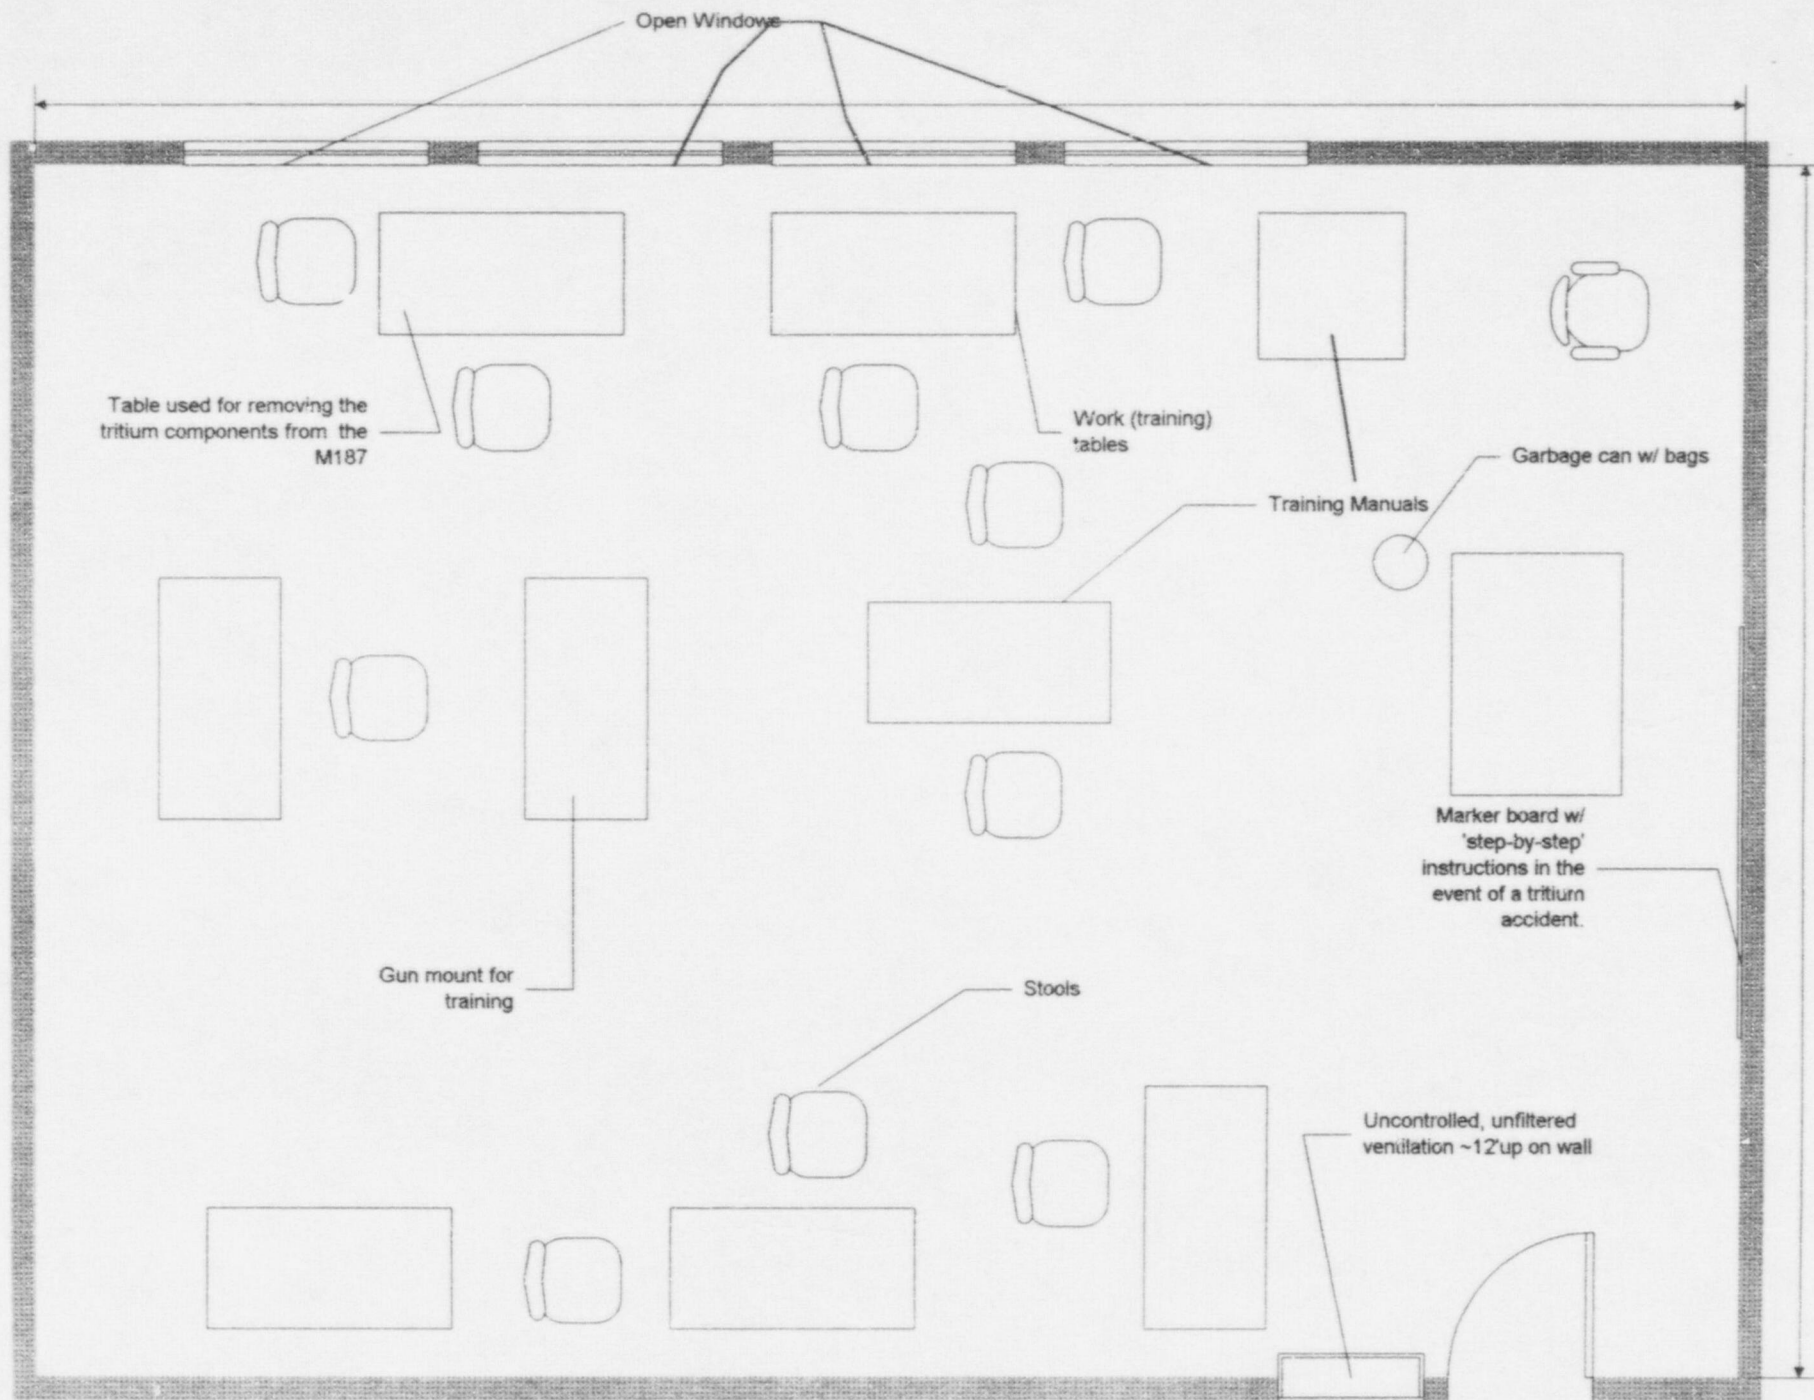 Open Windows
Table used for removing the
tritium components from the
M187
Work (training)
tables
Garbage can w/ bags
Training Manuals
Marker board w/
'step-by-step'
instructions in the
event of a tritium
accident.
Gun mount for
training
Stools
Uncontrolled, unfiltered
ventilation ~12'up on wall